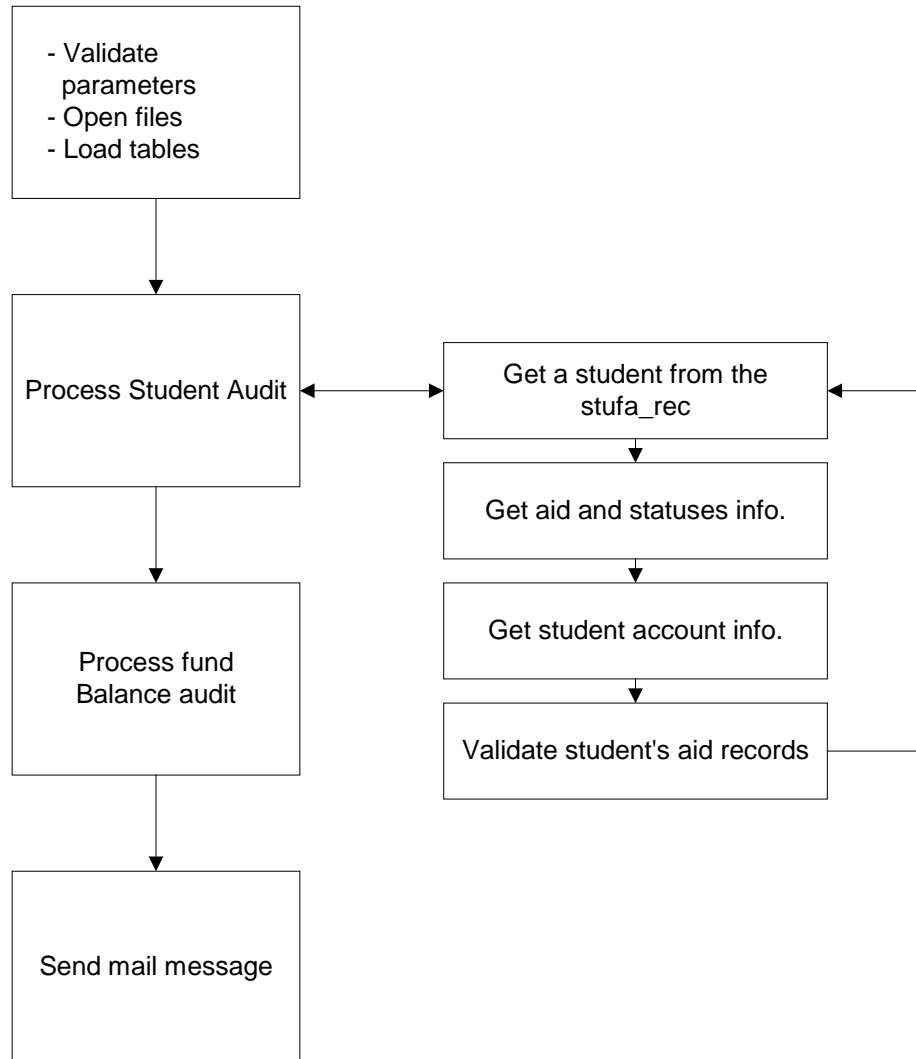 - Validate
parameters
- Open files
- Load tables
Process Student Audit
Get a student from the
stufa_rec
Get aid and statuses info.
Get student account info.
Validate student's aid records
Process fund
Balance audit
Send mail message